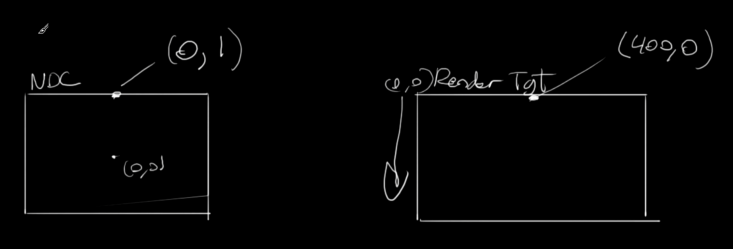 (0,1)
(400,0)
NDC
(0,0) Render Tgt
(0,0)